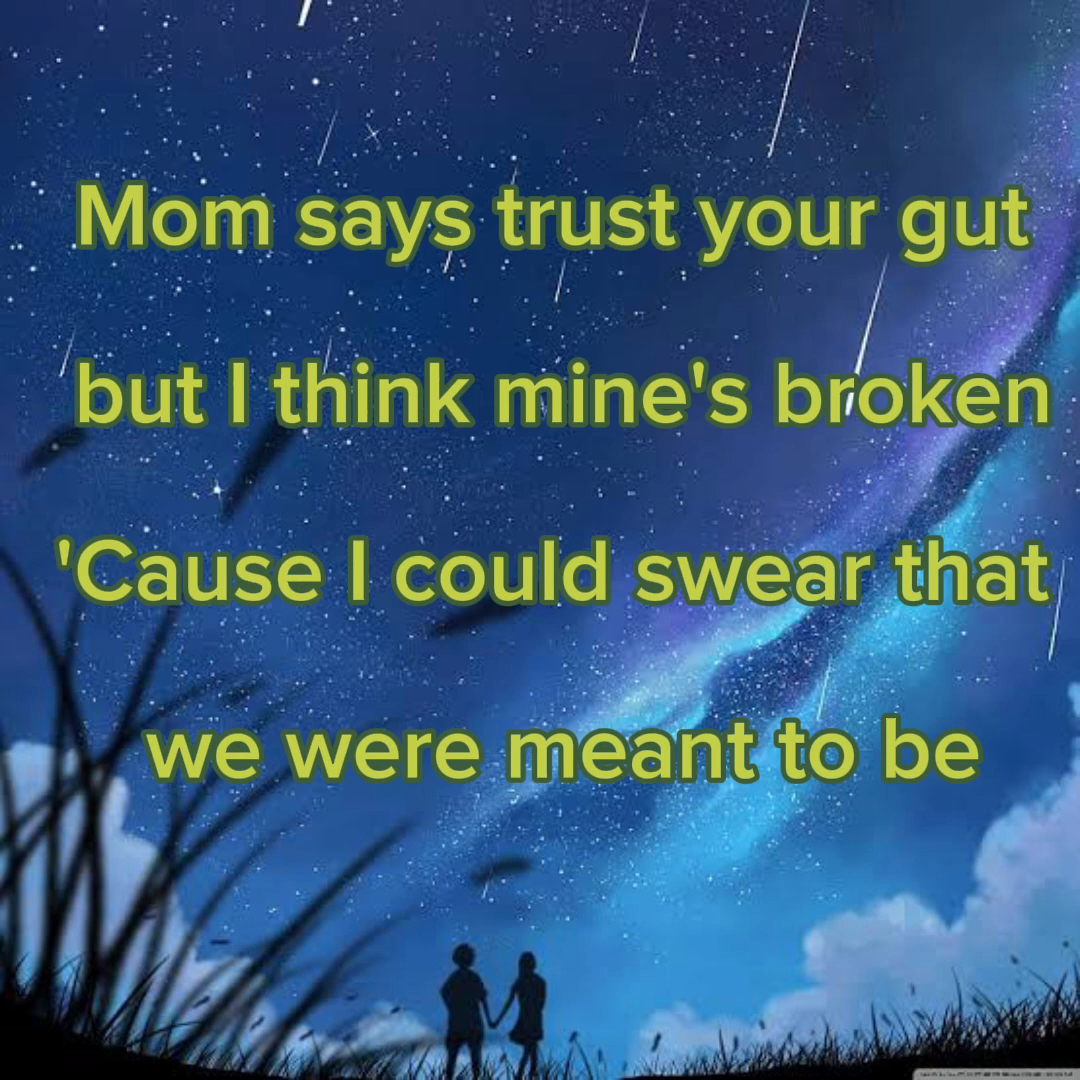 Mom says trust your gut
but I think mine's broken
'Cause I could swear that
we were meant to be